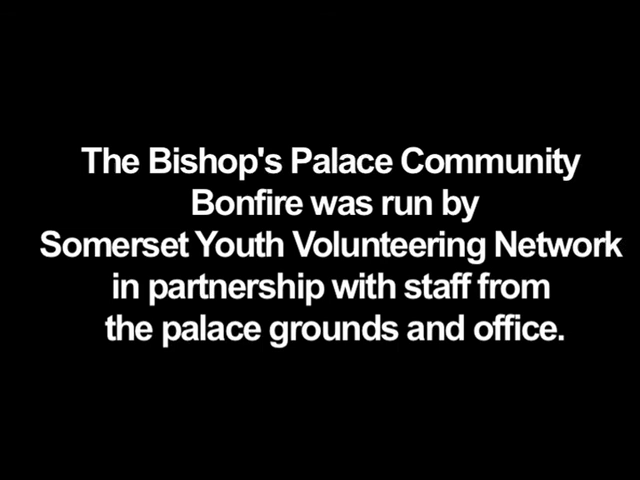 The Bishop's Palace Community
Bonfire was run by
Somerset Youth Volunteering Network
in partnership with staff from
the palace grounds and office.